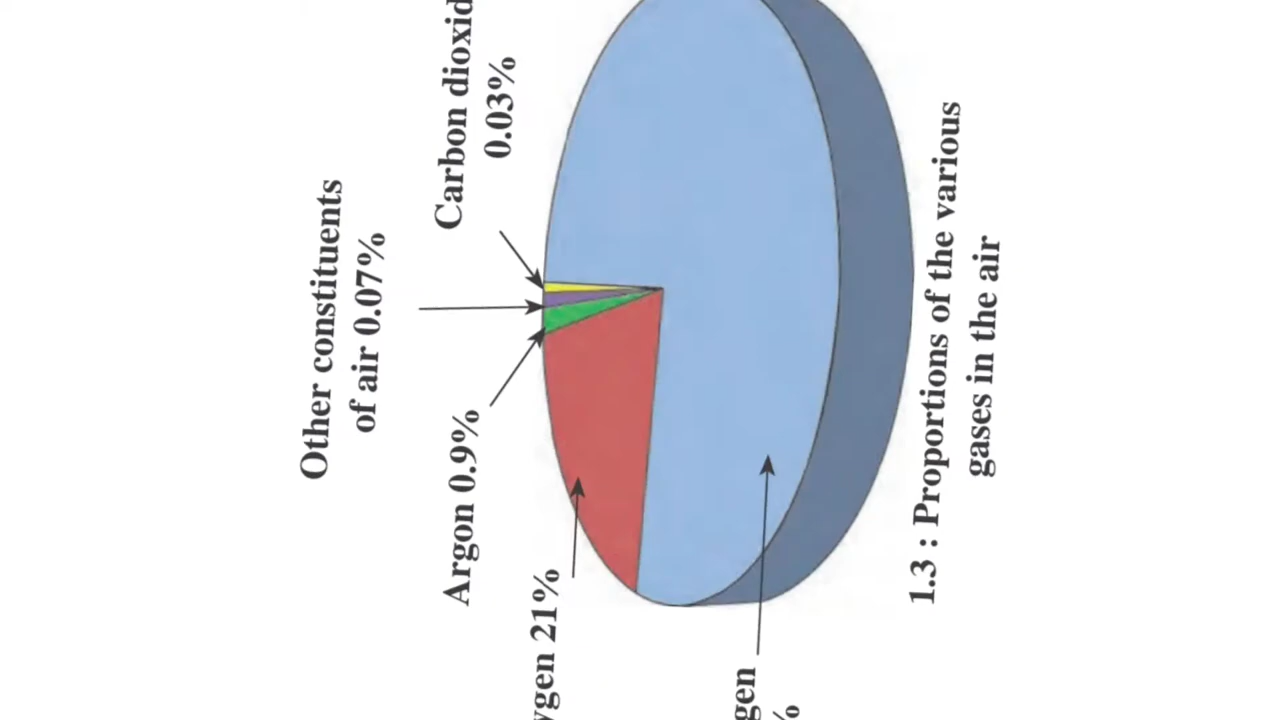 Other constituents
of air 0.07%
Carbon dioxid
0.03%
Argon 0.9%
ygen 21%
gen
%
1.3 : Proportions of the various
gases in the air